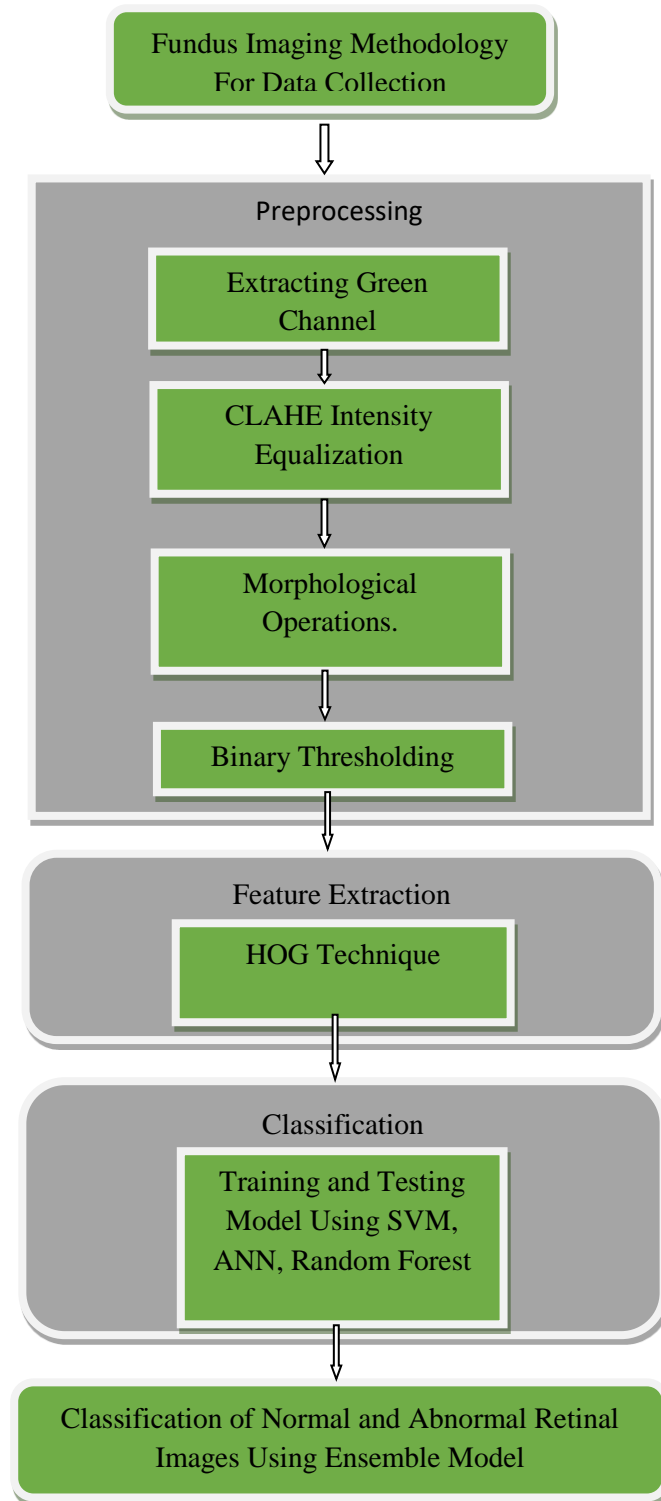 Fundus Imaging Methodology
For Data Collection
Preprocessing
Extracting Green
Channel
CLAHE Intensity
Equalization
Morphological
Operations.
Binary Thresholding
Feature Extraction
HOG Technique
Classification
Training and Testing
Model Using SVM,
ANN, Random Forest
Classification of Normal and Abnormal Retinal
Images Using Ensemble Model